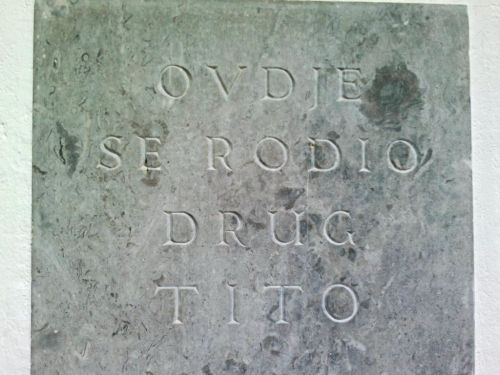 OVDJE
SE RODIO
DRUG
TITO